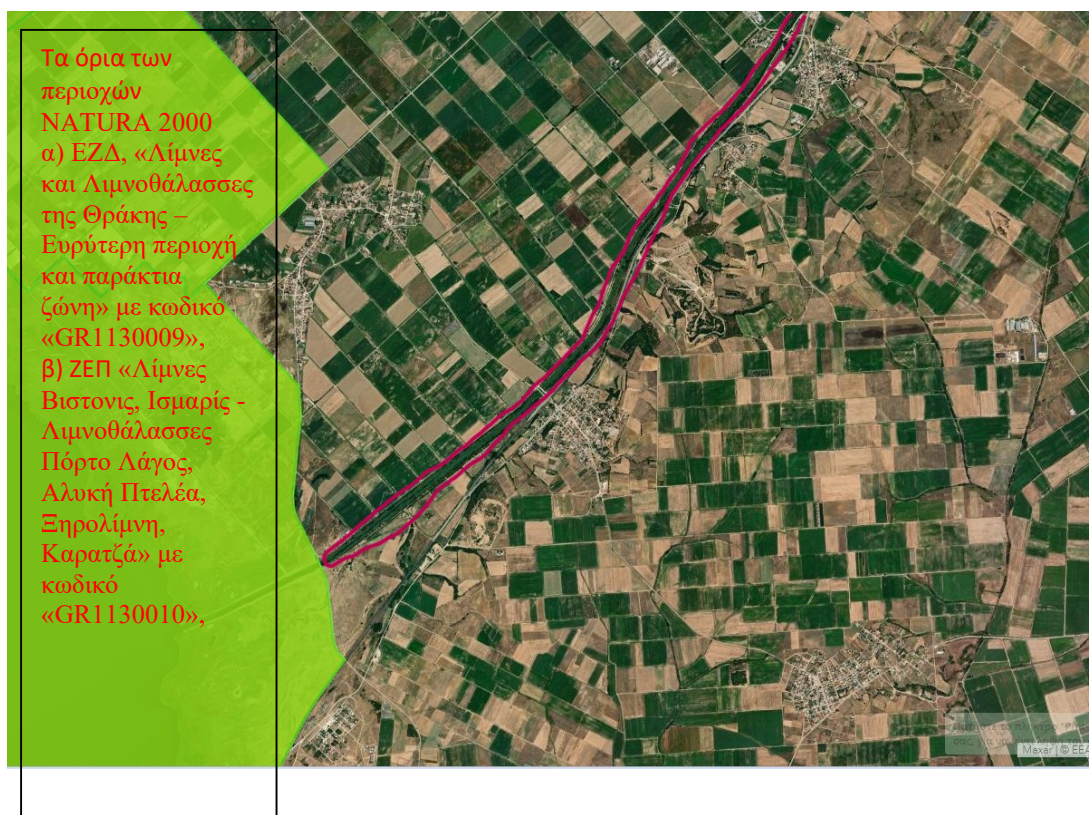 Τα όρια των
περιοχών
NATURA 2000
α) ΕΖΔ, «Λίμνες
και Λιμνοθάλασσες
της Θράκης –
Ευρύτερη περιοχή
και παράκτια
ζώνη» με κωδικό
«GR1130009»,
β) ΖΕΠ «Λίμνες
Βιστονις, Ισμαρίς -
Λιμνοθάλασσες
Πόρτο Λάγος,
Αλυκή Πτελέα,
Ξηρολίμνη,
Καρατζά» με
κωδικό
«GR1130010»,
Maxar | © EEA